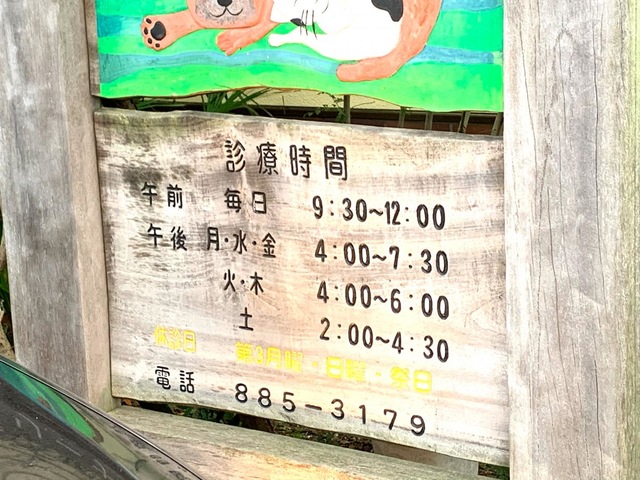 診療時間
午前 毎日 9:30~12:00
午後 月・水・金 4:00~7:30
火・木 4:00~6:00
土 2:00~4:30
休診日 第3月曜・日曜・祭日
電話 885-3179